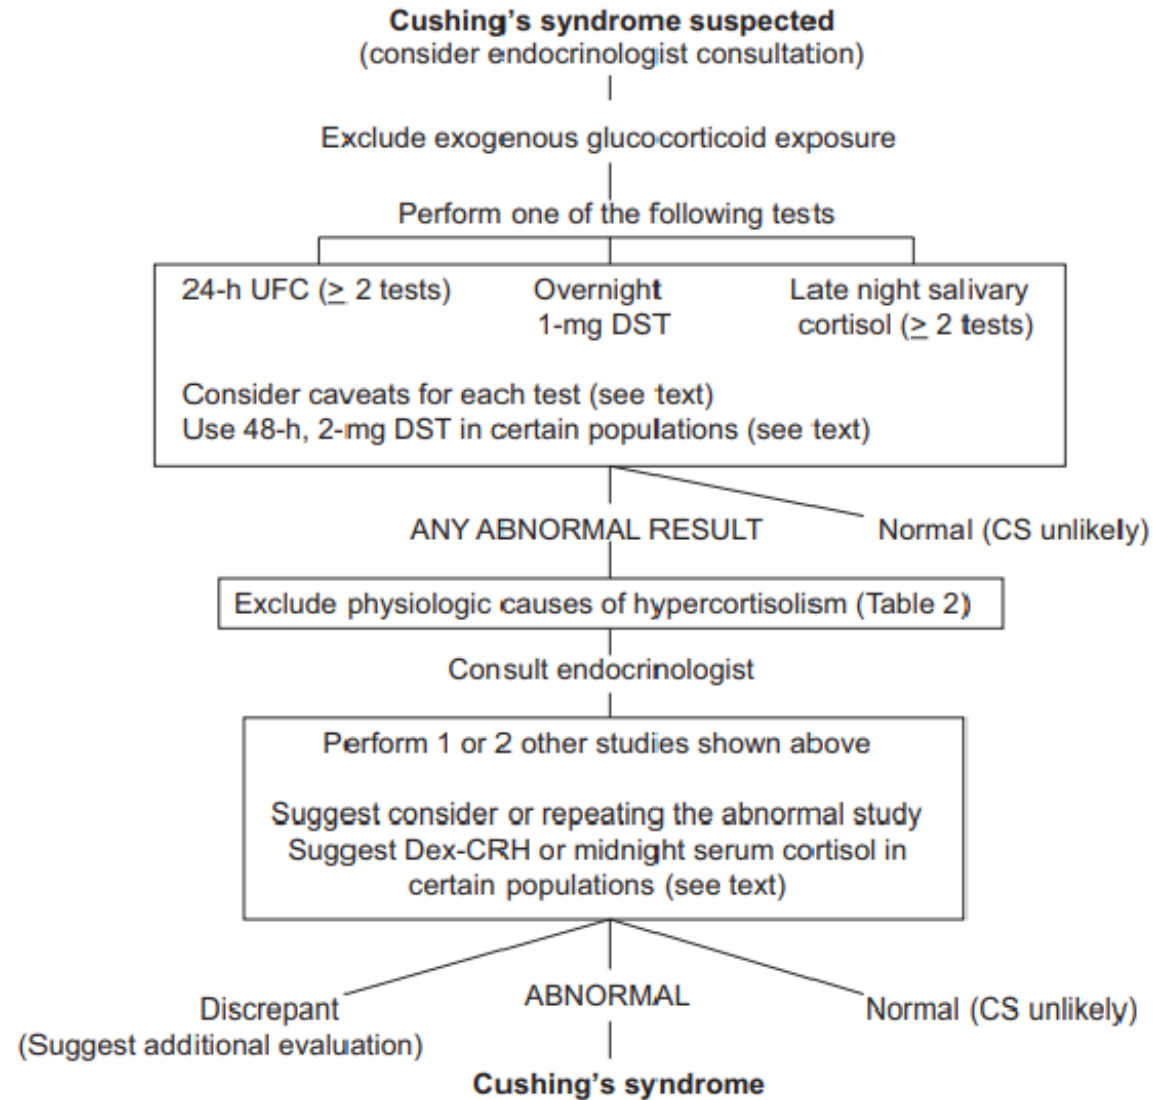 Cushing's syndrome suspected
(consider endocrinologist consultation)
Exclude exogenous glucocorticoid exposure
Perform one of the following tests
24-h UFC (≥ 2 tests)
Overnight
1-mg DST
Late night salivary
cortisol (≥ 2 tests)
Consider caveats for each test (see text)
Use 48-h, 2-mg DST in certain populations (see text)
ANY ABNORMAL RESULT
Normal (CS unlikely)
Exclude physiologic causes of hypercortisolism (Table 2)
Consult endocrinologist
Perform 1 or 2 other studies shown above
Suggest consider or repeating the abnormal study
Suggest Dex-CRH or midnight serum cortisol in
certain populations (see text)
Discrepant
(Suggest additional evaluation)
ABNORMAL
Normal (CS unlikely)
Cushing's syndrome